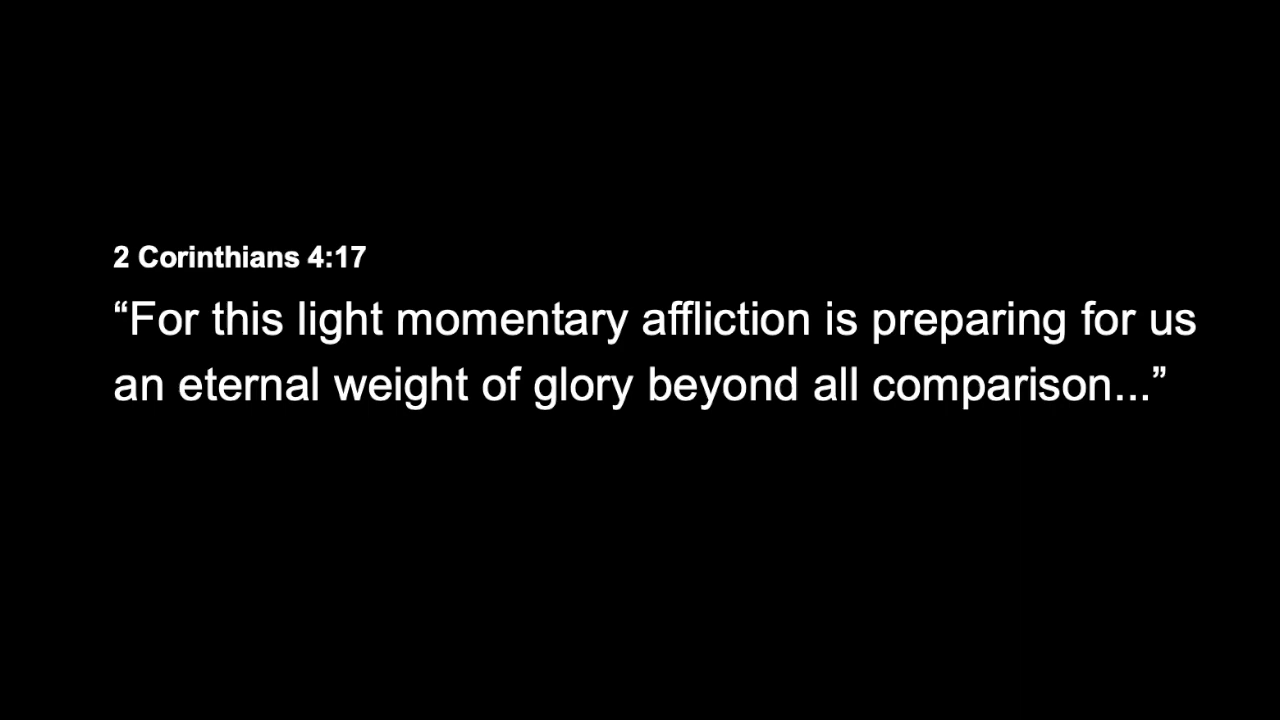 2 Corinthians 4:17
“For this light momentary affliction is preparing for us
an eternal weight of glory beyond all comparison...”